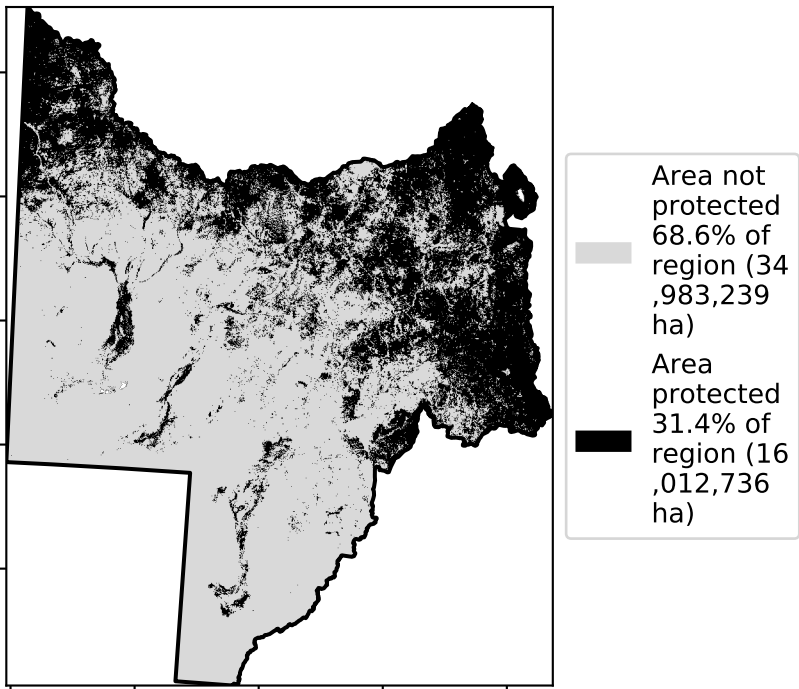 Area not
protected
68.6% of
region (34
,983,239
ha)
Area
protected
31.4% of
region (16
,012,736
ha)